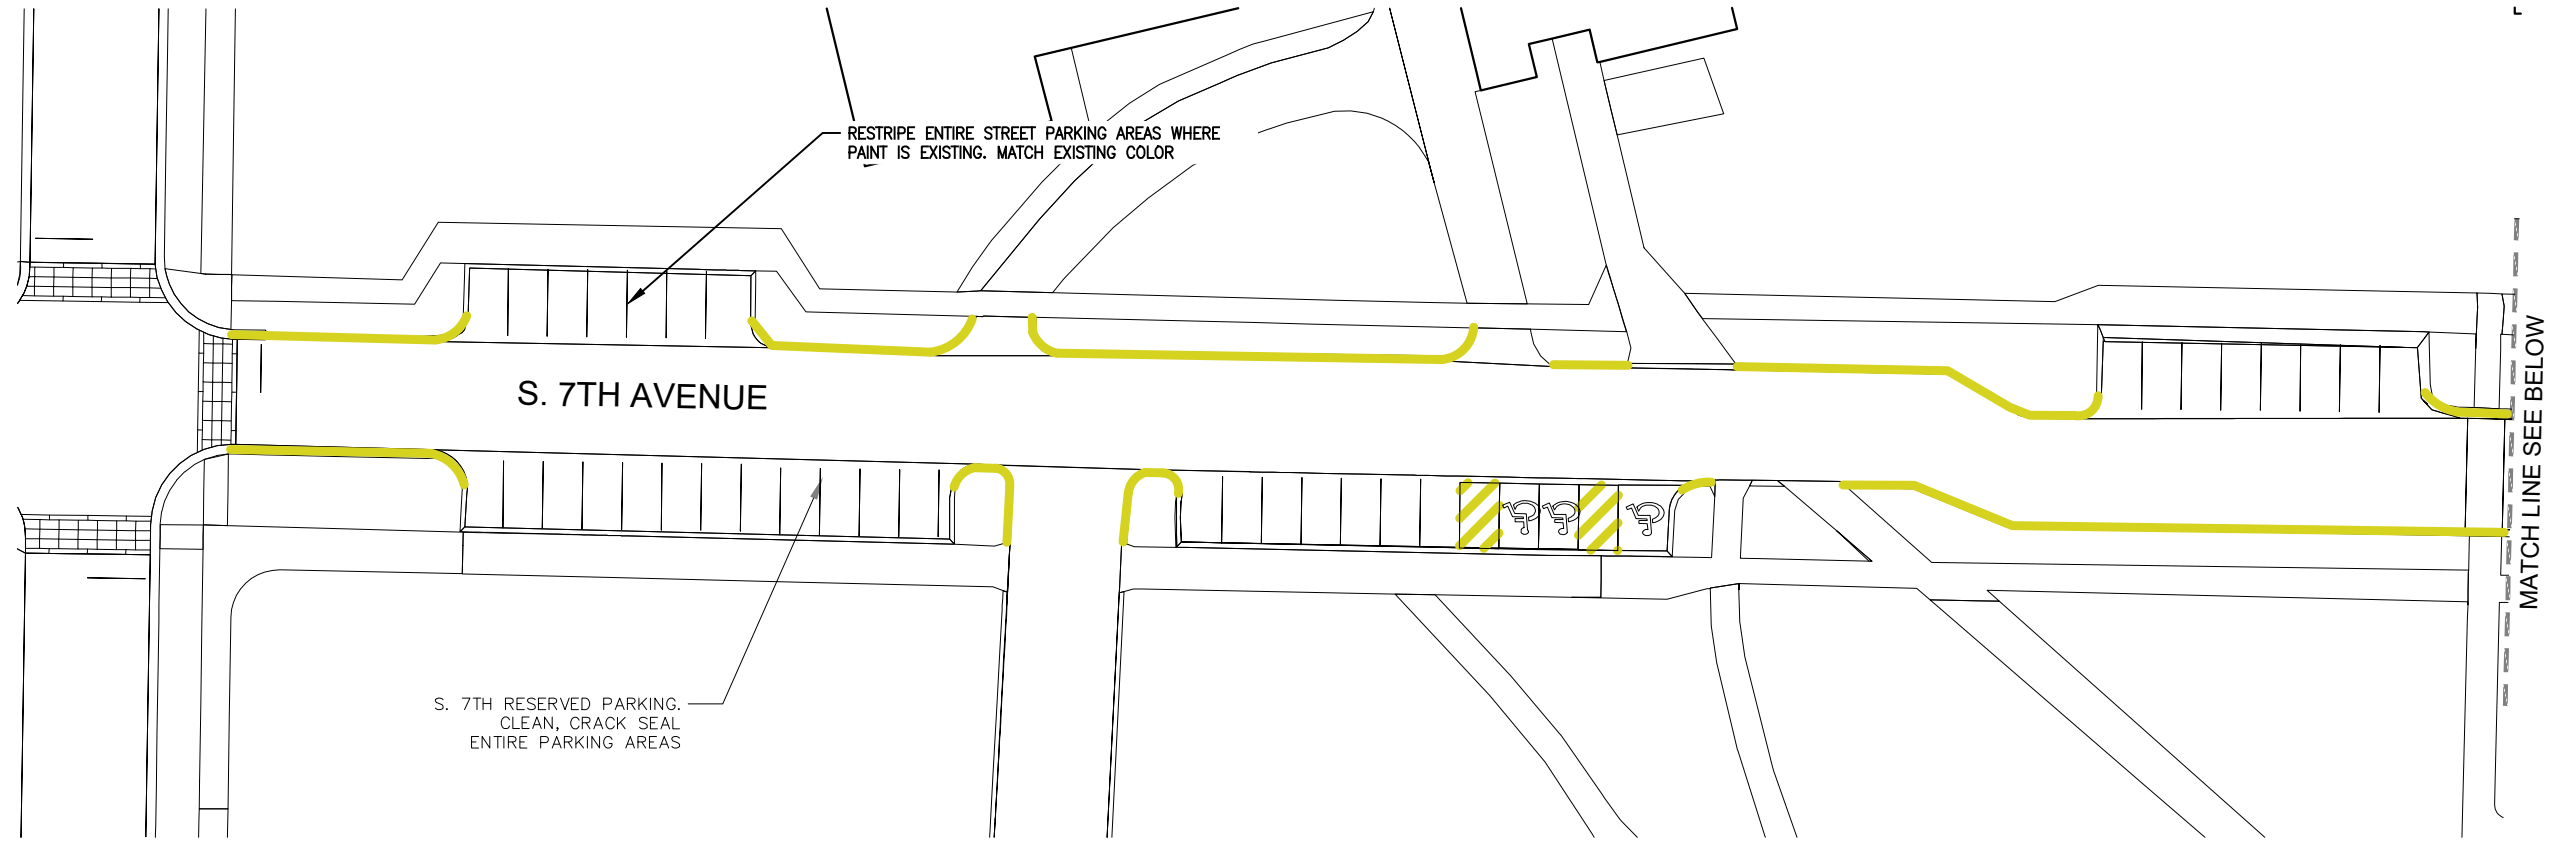 RESTRIPE ENTIRE STREET PARKING AREAS WHERE
PAINT IS EXISTING. MATCH EXISTING COLOR
S. 7TH AVENUE
MATCH LINE SEE BELOW
S. 7TH RESERVED PARKING.
CLEAN, CRACK SEAL
ENTIRE PARKING AREAS